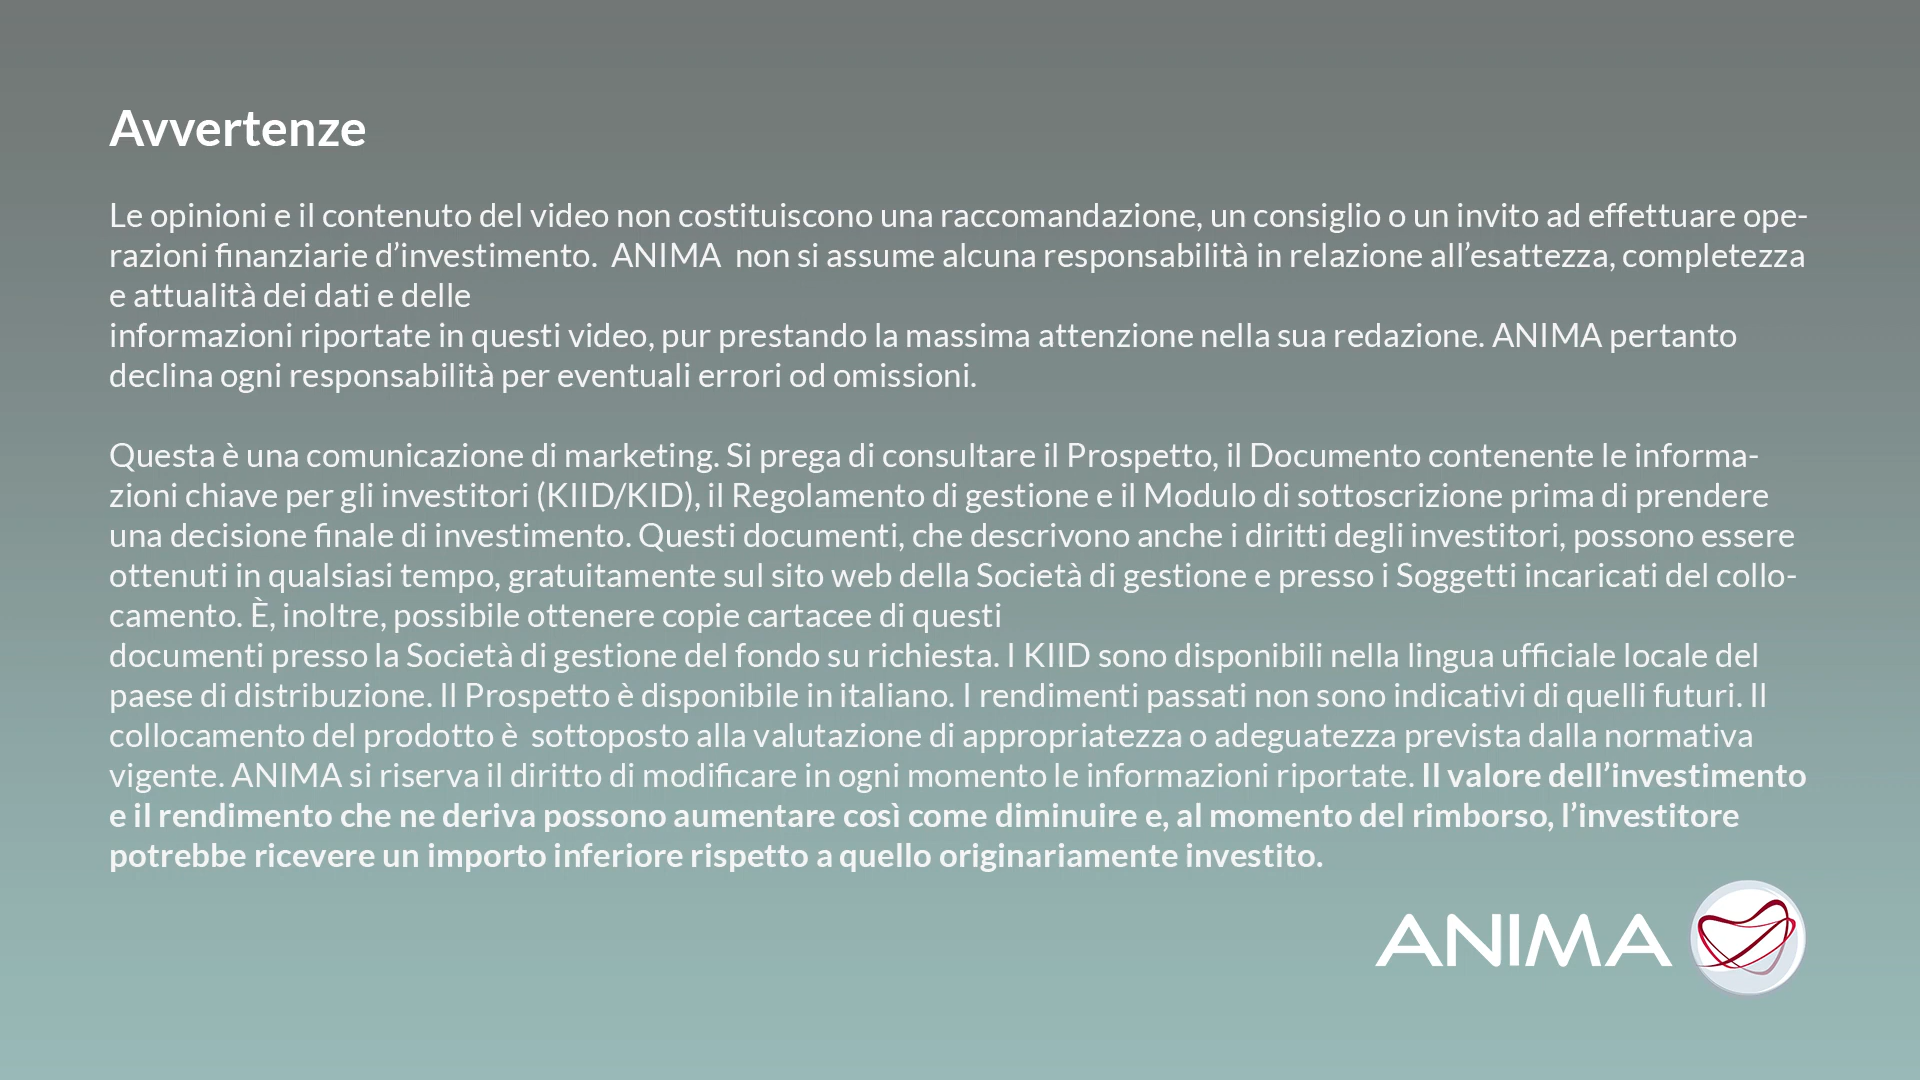 Avvertenze
Le opinioni e il contenuto del video non costituiscono una raccomandazione, un consiglio o un invito ad effettuare ope-
razioni finanziarie d’investimento.  ANIMA  non si assume alcuna responsabilità in relazione all’esattezza, completezza
e attualità dei dati e delle
informazioni riportate in questi video, pur prestando la massima attenzione nella sua redazione. ANIMA pertanto
declina ogni responsabilità per eventuali errori od omissioni.
Questa è una comunicazione di marketing. Si prega di consultare il Prospetto, il Documento contenente le informa-
zioni chiave per gli investitori (KIID/KID), il Regolamento di gestione e il Modulo di sottoscrizione prima di prendere
una decisione finale di investimento. Questi documenti, che descrivono anche i diritti degli investitori, possono essere
ottenuti in qualsiasi tempo, gratuitamente sul sito web della Società di gestione e presso i Soggetti incaricati del collo-
camento. È, inoltre, possibile ottenere copie cartacee di questi
documenti presso la Società di gestione del fondo su richiesta. I KIID sono disponibili nella lingua ufficiale locale del
paese di distribuzione. Il Prospetto è disponibile in italiano. I rendimenti passati non sono indicativi di quelli futuri. Il
collocamento del prodotto è  sottoposto alla valutazione di appropriatezza o adeguatezza prevista dalla normativa
vigente. ANIMA si riserva il diritto di modificare in ogni momento le informazioni riportate. Il valore dell’investimento
e il rendimento che ne deriva possono aumentare così come diminuire e, al momento del rimborso, l’investitore
potrebbe ricevere un importo inferiore rispetto a quello originariamente investito.
ANIMA